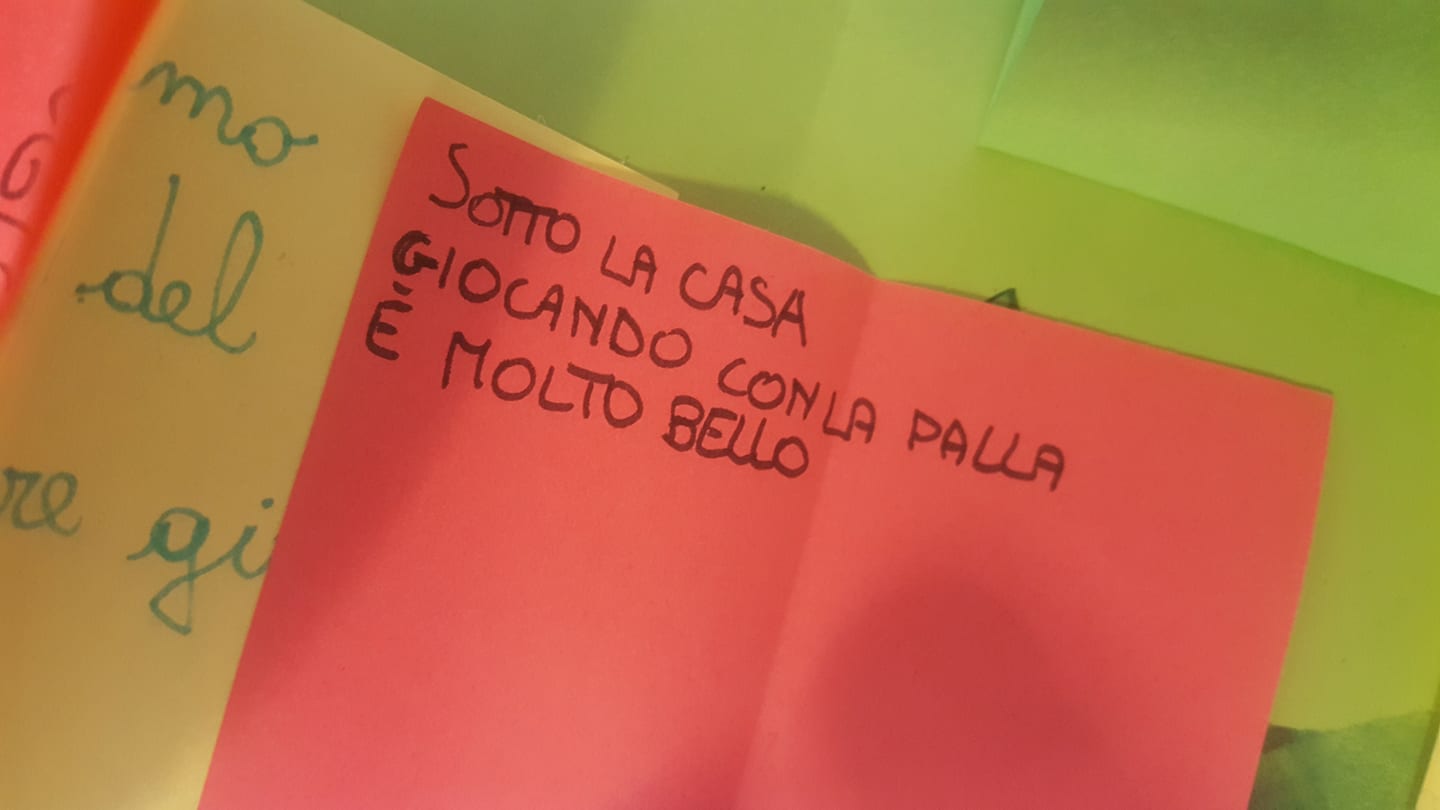 mo
del
re gi
SOTTO LA CASA
GIOCANDO CON LA PALLA
È MOLTO BELLO